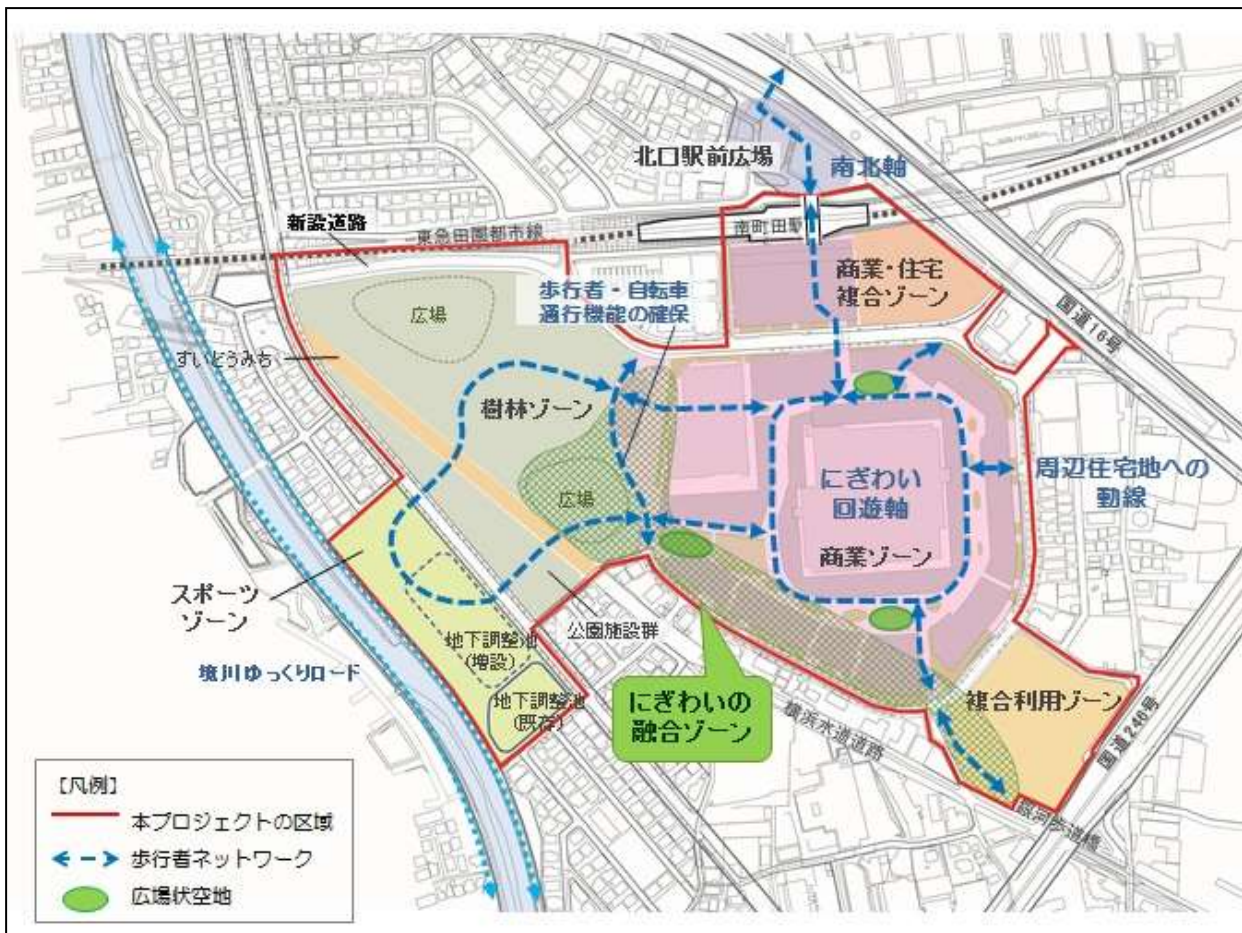 北口駅前広場
南北軸
新設道路
東急田園都市線
南町田駅
商業・住宅
複合ゾーン
国道16号
広場
歩行者・自転車
通行機能の確保
すいどうみち
樹林ゾーン
広場
にぎわい
回遊軸
商業ゾーン
周辺住宅地への
動線
スポーツ
ゾーン
公園施設群
地下調整池
(増設)
境川ゆっくりロード
地下調整池
(既存)
にぎわいの
融合ゾーン
横浜水道道路
複合利用ゾーン
国道246号
銀河歩道橋
【凡例】
本プロジェクトの区域
歩行者ネットワーク
広場状空地